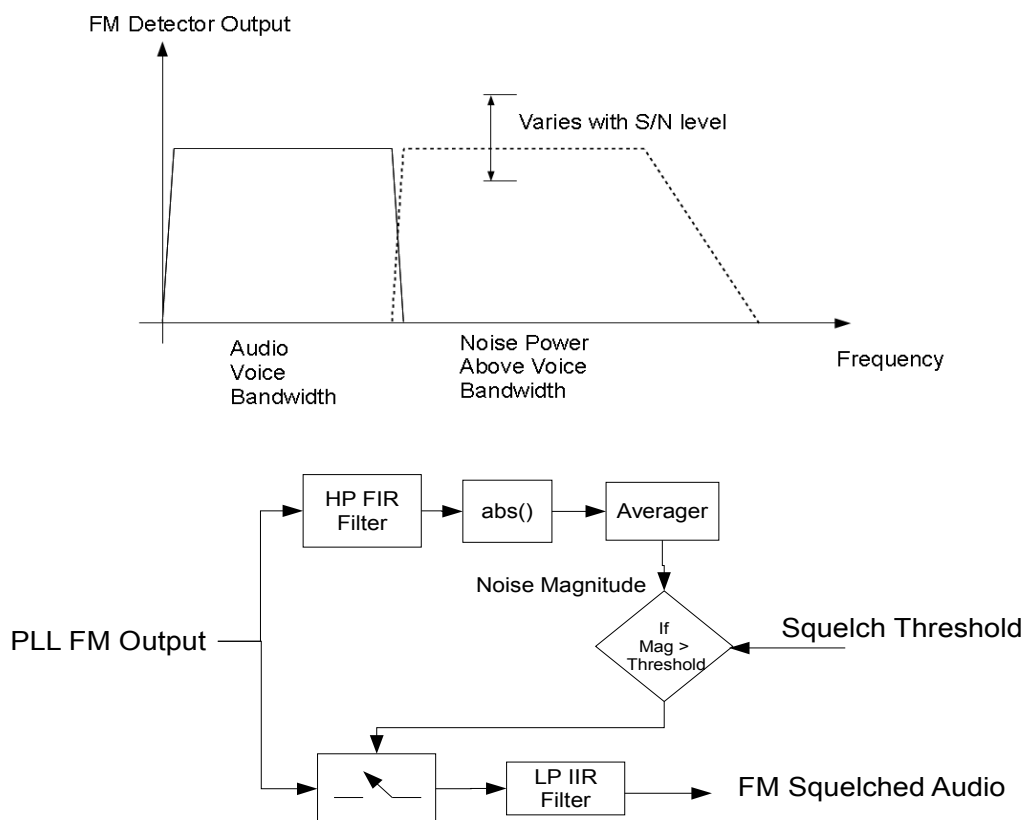 FM Detector Output
Varies with S/N level
Audio
Voice
Bandwidth
Noise Power
Above Voice
Bandwidth
Frequency
HP FIR
Filter
abs()
Averager
Noise Magnitude
PLL FM Output
If
Mag >
Threshold
Squelch Threshold
LP IIR
Filter
FM Squelched Audio